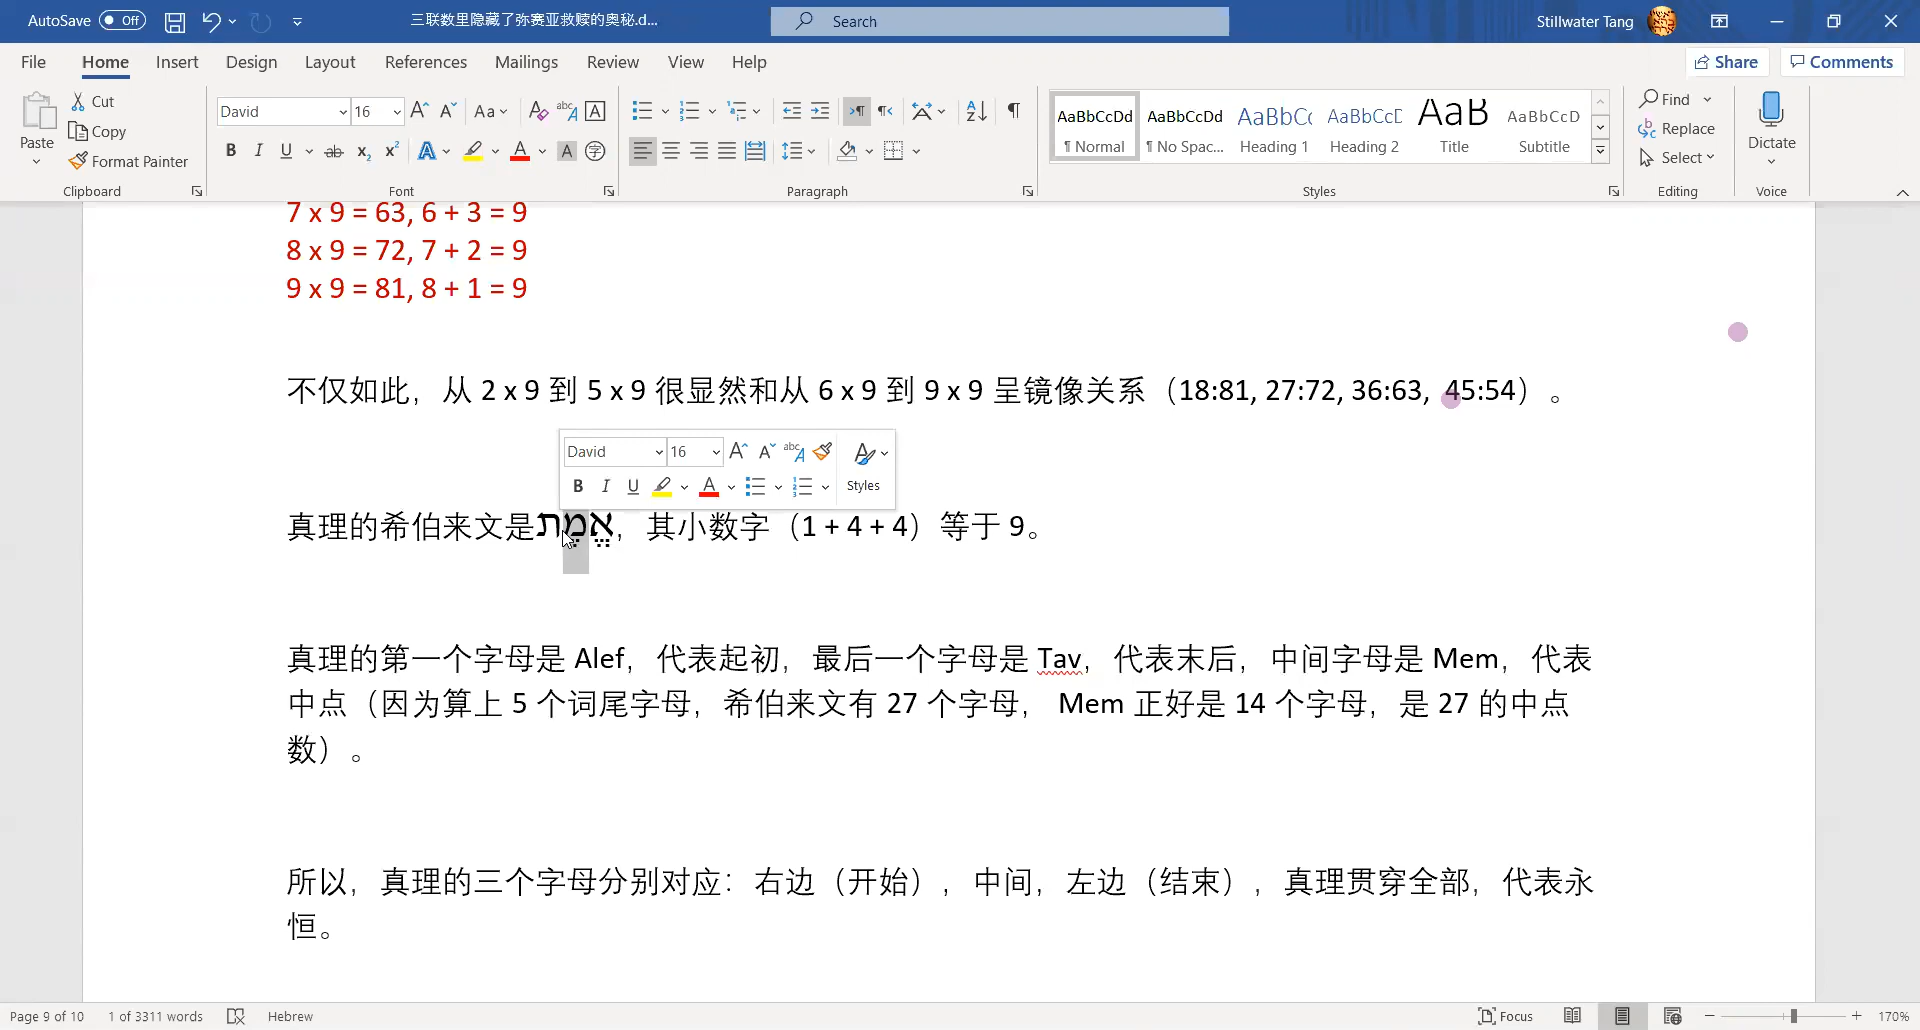 AutoSave Off 三联数里隐藏了弥赛亚救赎的奥秘.d... Search Stillwater Tang
File Home Insert Design Layout References Mailings Review View Help Share Comments
Paste Cut Copy Format Painter Clipboard
David 16 Aa A
B I U ab x₂ x² A A A 字 Font
Paragraph
AaBbCcDd AaBbCcDd AaBbCc AaBbCcC AaB AaBbCcD
¶ Normal ¶ No Spac... Heading 1 Heading 2 Title Subtitle
Styles
Find Replace Select Editing
Dictate Voice
7 x 9 = 63, 6 + 3 = 9
8 x 9 = 72, 7 + 2 = 9
9 x 9 = 81, 8 + 1 = 9
不仅如此，从 2 x 9 到 5 x 9 很显然和从 6 x 9 到 9 x 9 呈镜像关系（18:81, 27:72, 36:63, 45:54）。
David 16 A A abc A
B I U A Styles
真理的希伯来文是אֱמֶת，其小数字（1 + 4 + 4）等于 9。
真理的第一个字母是 Alef，代表起初，最后一个字母是 Tav，代表末后，中间字母是 Mem，代表
中点（因为算上 5 个词尾字母，希伯来文有 27 个字母， Mem 正好是 14 个字母，是 27 的中点
数）。
所以，真理的三个字母分别对应：右边（开始），中间，左边（结束），真理贯穿全部，代表永
恒。
Page 9 of 10 1 of 3311 words Hebrew Focus 170%